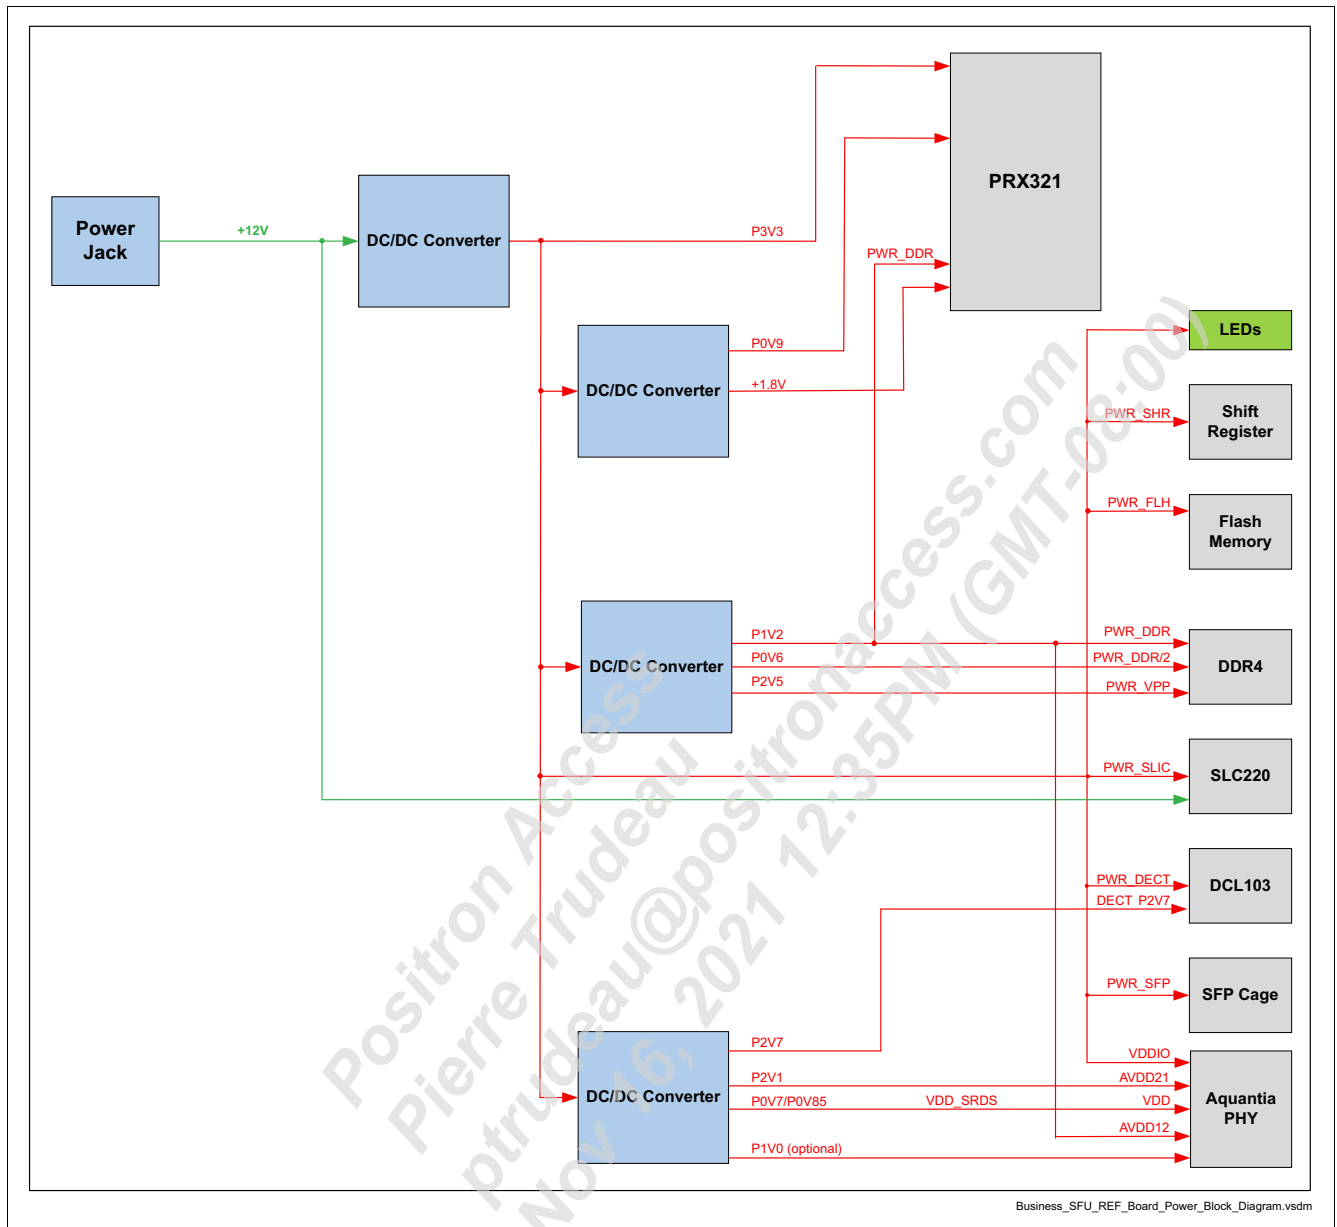 Power
Jack
+12V
DC/DC Converter
P3V3
PRX321
PWR_DDR
P0V9
+1.8V
DC/DC Converter
LEDs
PWR_SHR
Shift
Register
PWR_FLH
Flash
Memory
DC/DC Converter
P1V2
P0V6
P2V5
PWR_DDR
PWR_DDR/2
PWR_VPP
DDR4
PWR_SLIC
SLC220
PWR_DECT
DECT P2V7
DCL103
PWR_SFP
SFP Cage
DC/DC Converter
P2V7
P2V1
P0V7/P0V85
VDD_SRDS
P1V0 (optional)
VDDIO
AVDD21
VDD
AVDD12
Aquantia
PHY
Positron Access
Pierre Trudeau
ptrudeau@positronaccess.com
Nov 16, 2021 12:35PM (GMT-08:00)
Business_SFU_REF_Board_Power_Block_Diagram.vsdm